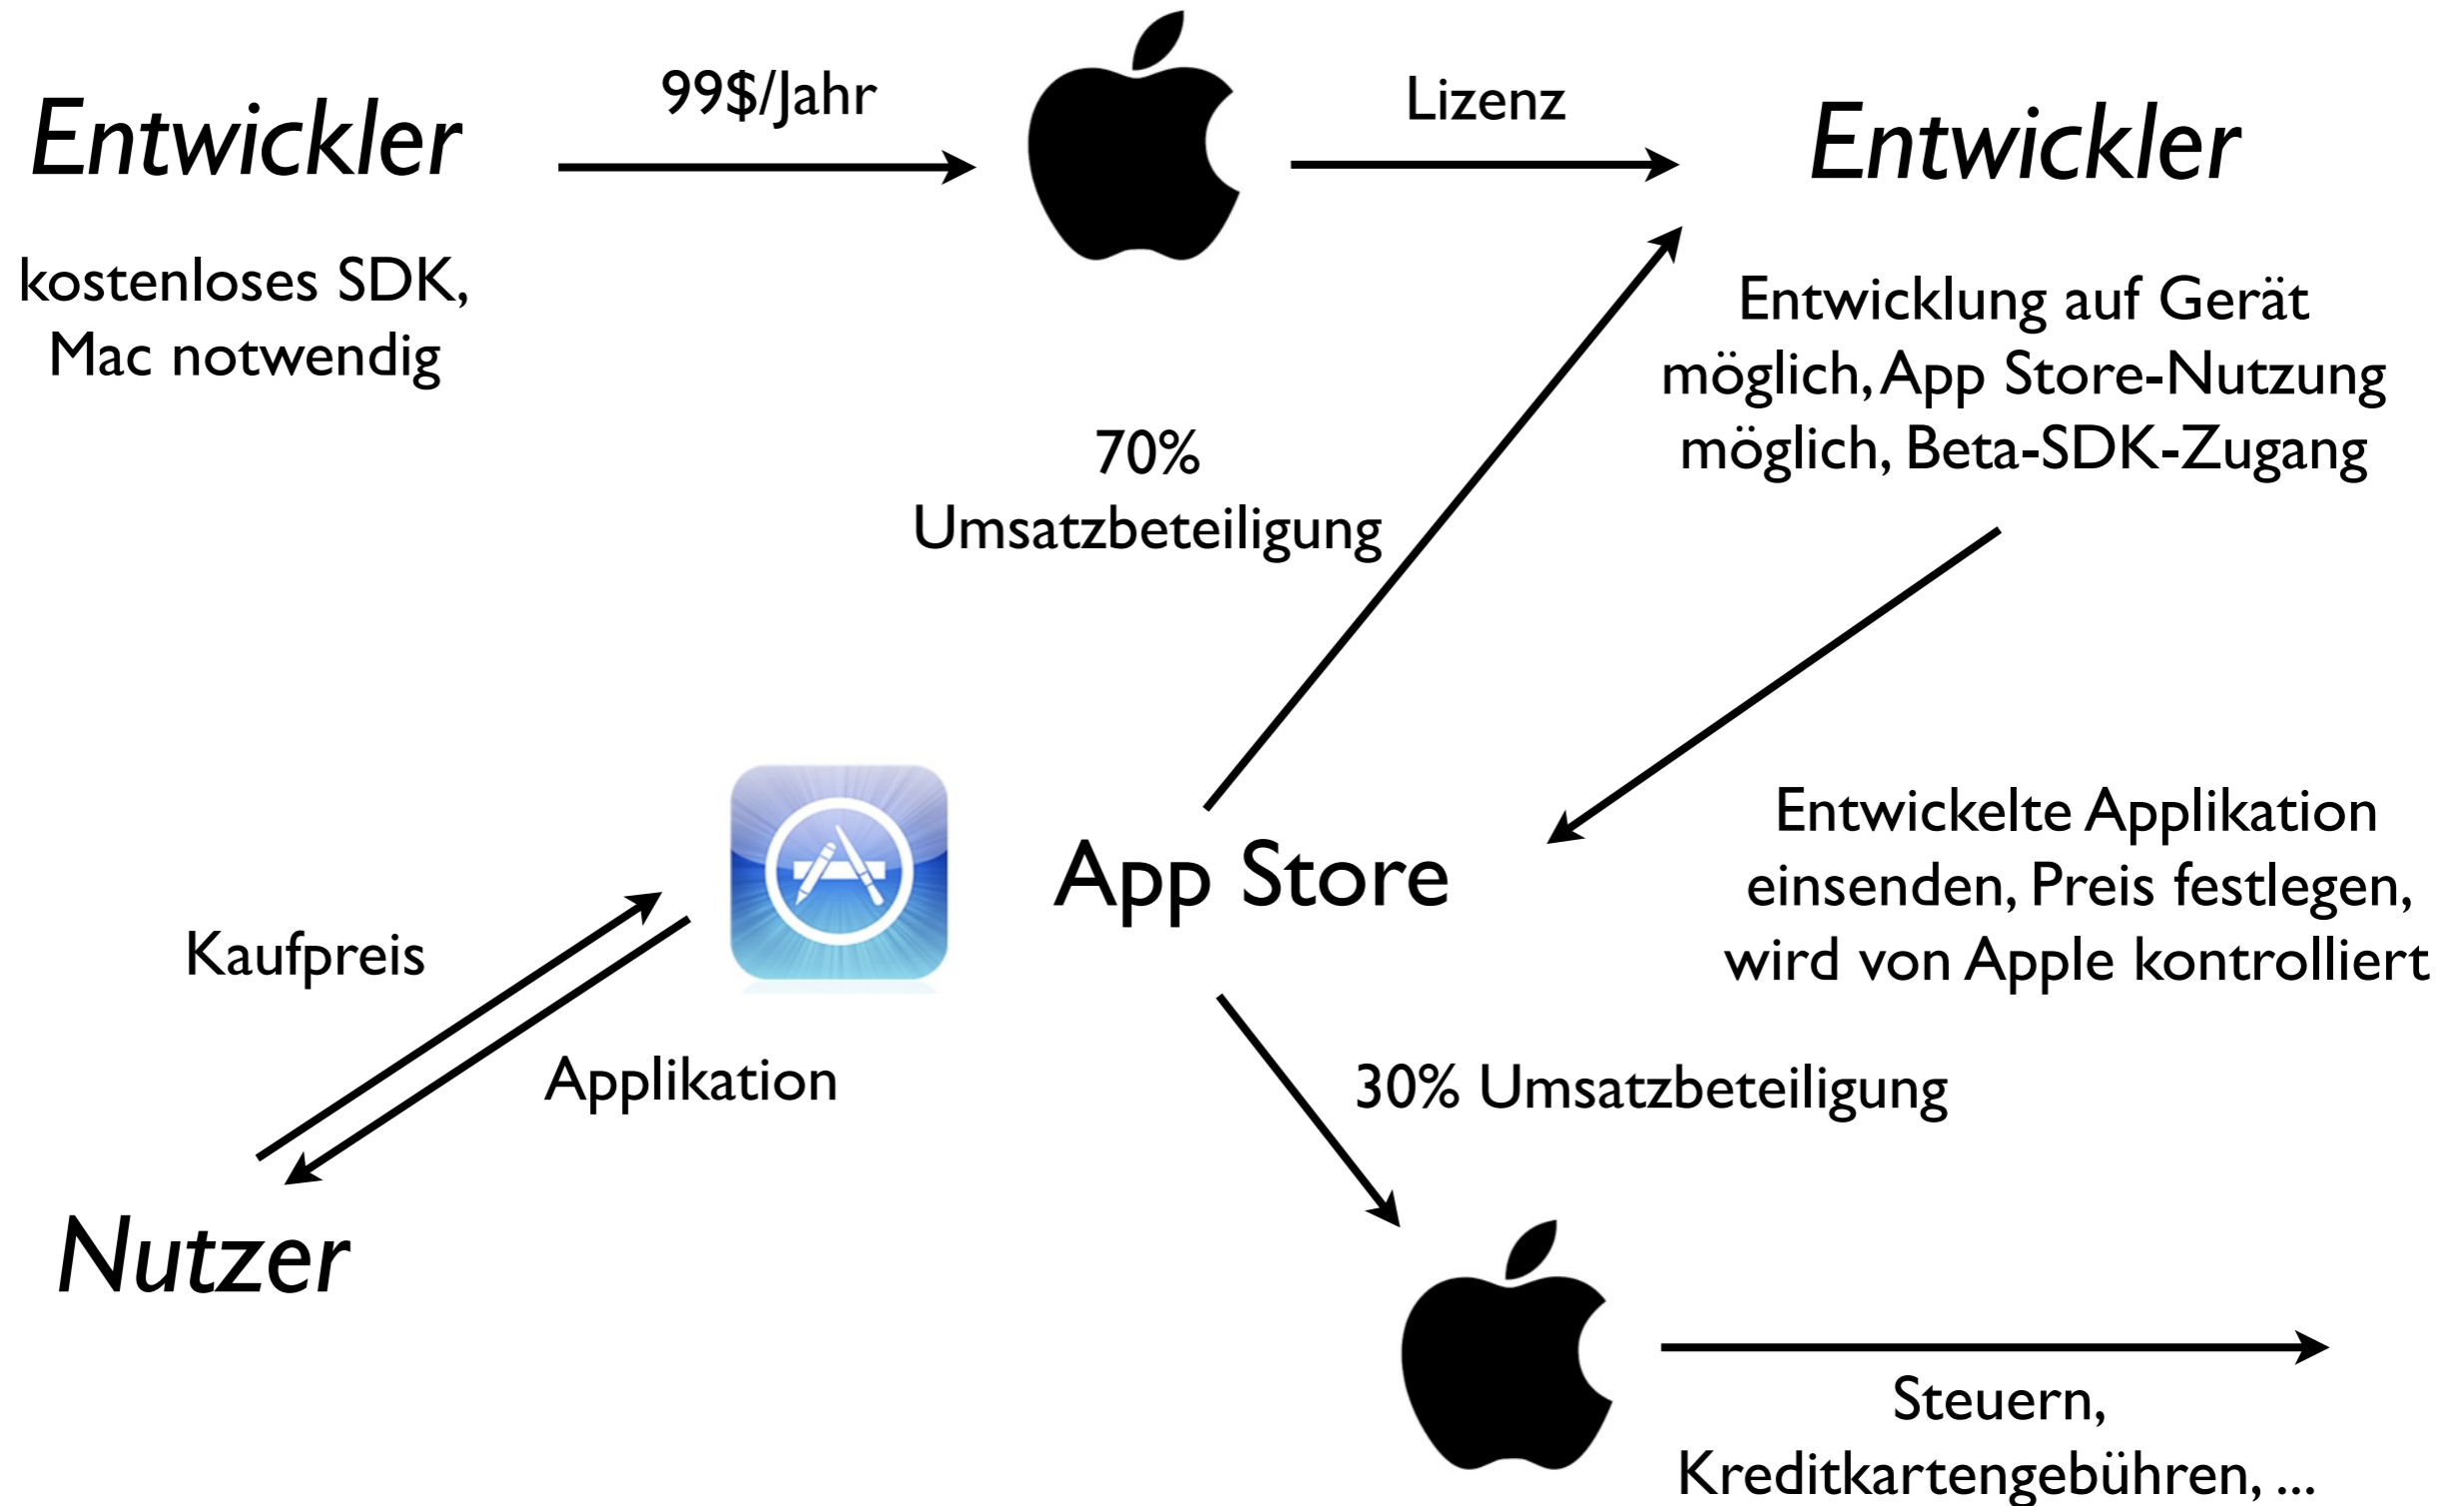 Entwickler
99$/Jahr
Lizenz
Entwickler
kostenloses SDK,
Mac notwendig
Entwicklung auf Gerät
möglich, App Store-Nutzung
möglich, Beta-SDK-Zugang
70%
Umsatzbeteiligung
App Store
Entwickelte Applikation
einsenden, Preis festlegen,
wird von Apple kontrolliert
Kaufpreis
Applikation
30% Umsatzbeteiligung
Nutzer
Steuern,
Kreditkartengebühren, ...